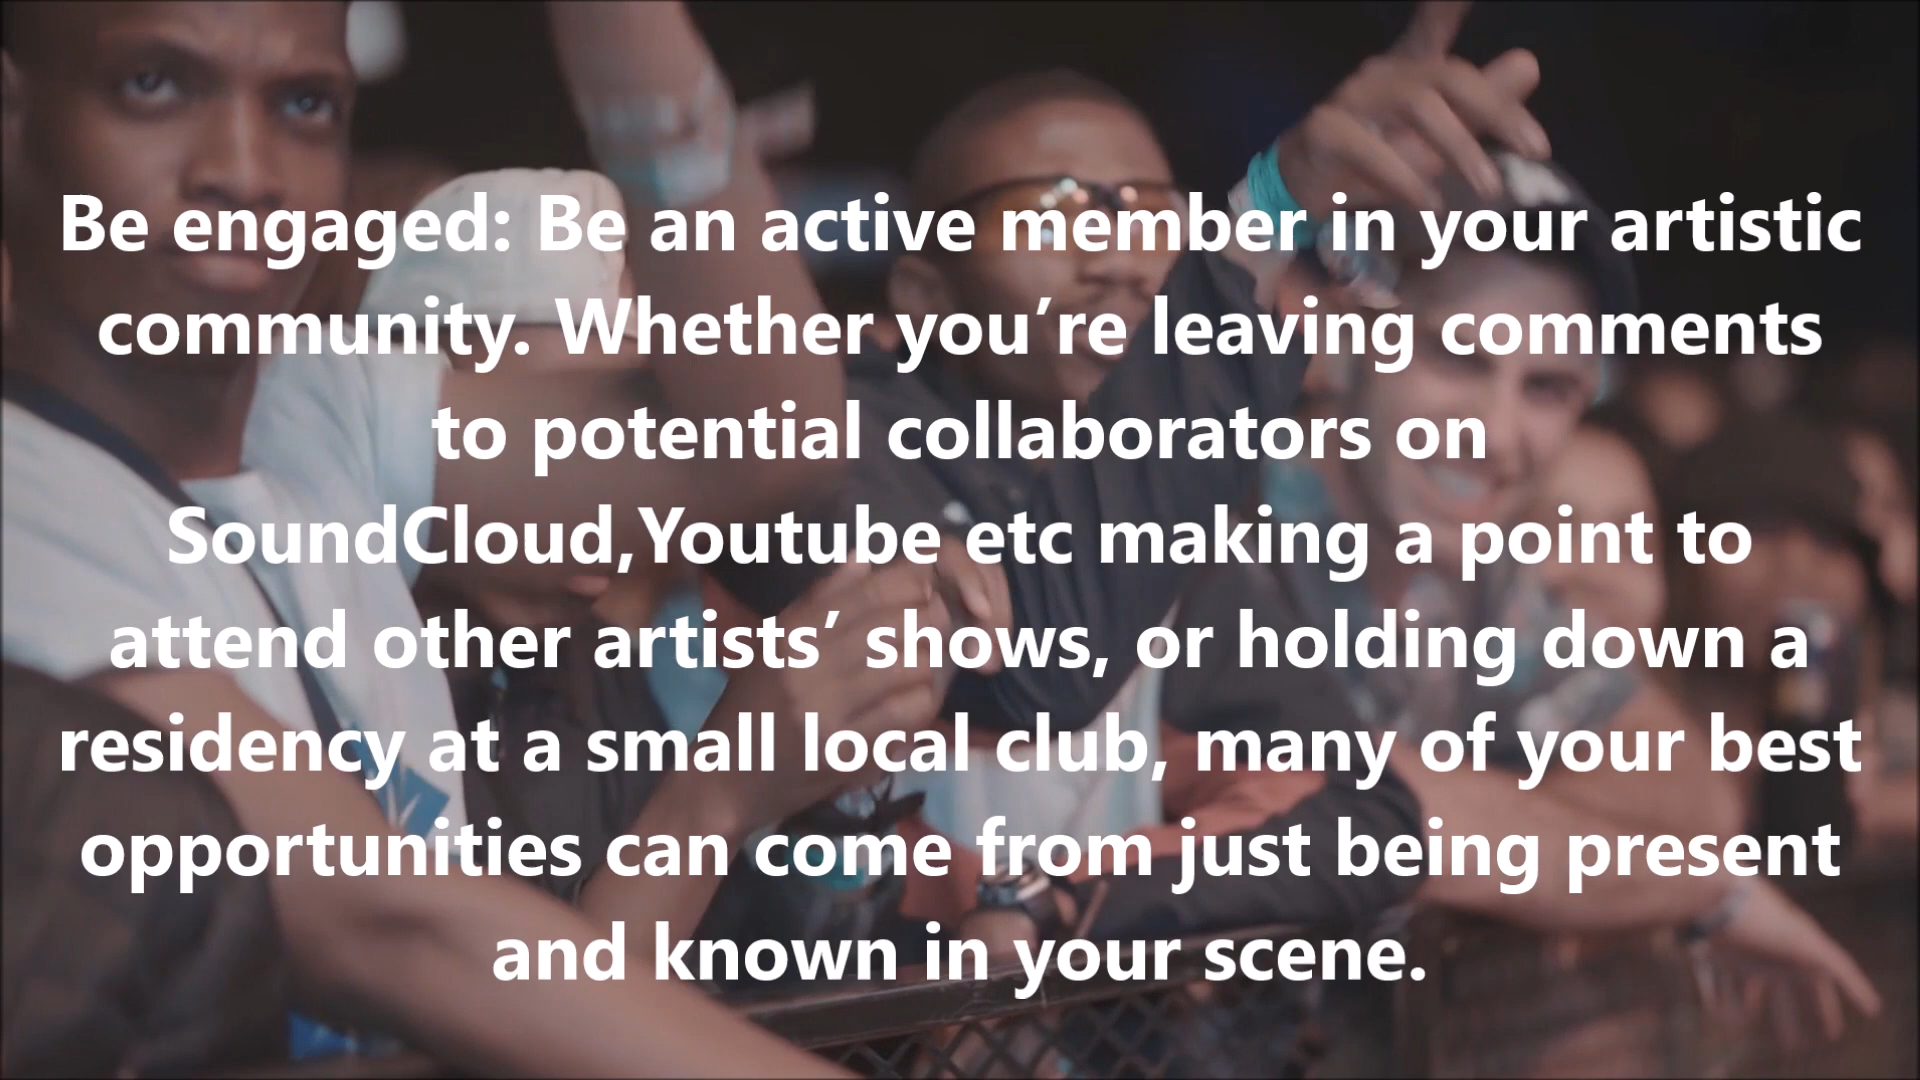 Be engaged: Be an active member in your artistic
community. Whether you’re leaving comments
to potential collaborators on
SoundCloud,Youtube etc making a point to
attend other artists’ shows, or holding down a
residency at a small local club, many of your best
opportunities can come from just being present
and known in your scene.